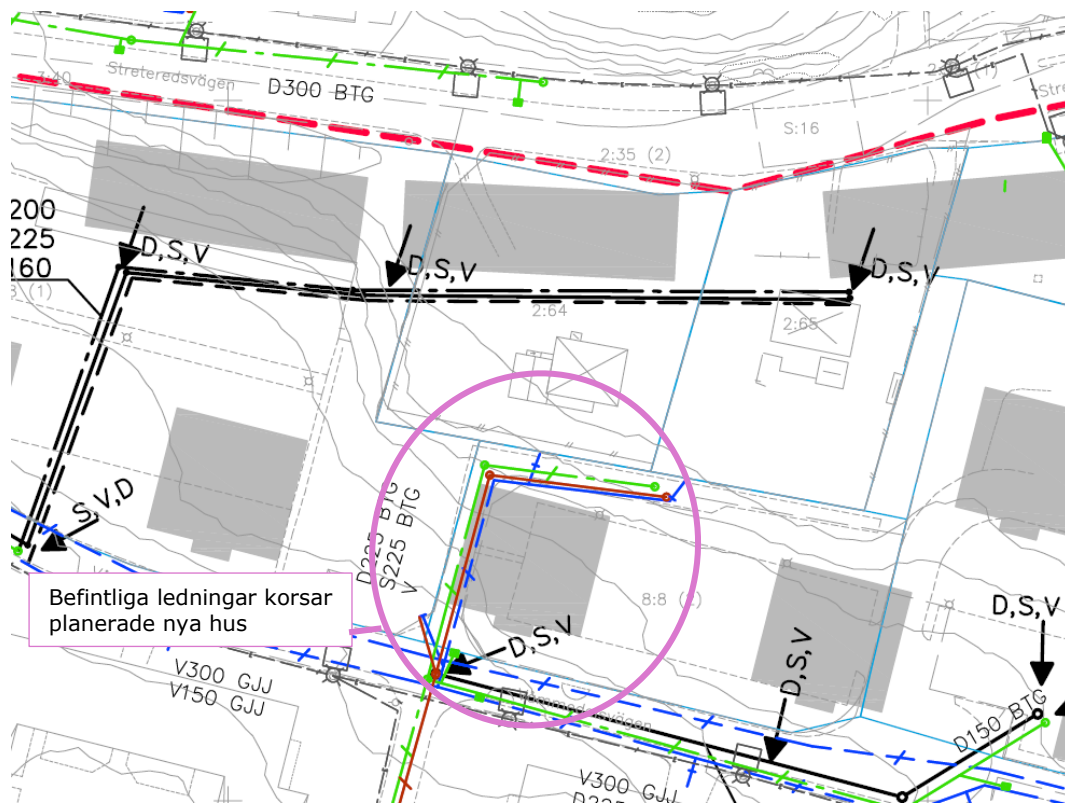 Streteredsvägen
D300 BTG
S:16
2:35 (2)
200
225
160
D,S,V
D,S,V
D,S,V
2:64
2:65
S,V,D
D225 BTG
S225 BTG
V
Befintliga ledningar korsar
planerade nya hus
8:8 (2)
D,S,V
D,S,V
D,S,V
V300 GJJ
V150 GJJ
D150 BTG
V300 GJJ